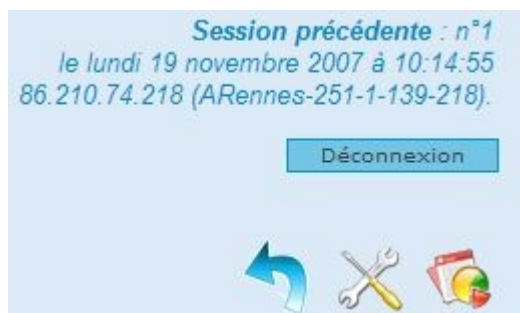 Session précédente : n°1
le lundi 19 novembre 2007 à 10:14:55
86.210.74.218 (ARennes-251-1-139-218).
Déconnexion